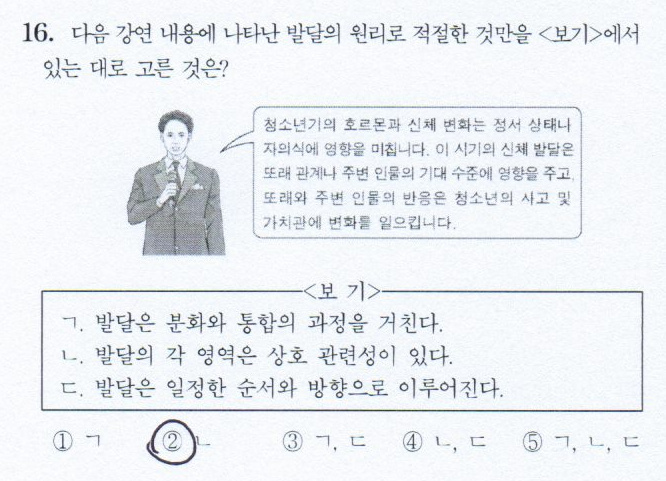 16. 다음 강연 내용에 나타난 발달의 원리로 적절한 것만을 <보기>에서
있는 대로 고른 것은?
청소년기의 호르몬과 신체 변화는 정서 상태나
자의식에 영향을 미칩니다. 이 시기의 신체 발달은
또래 관계나 주변 인물의 기대 수준에 영향을 주고,
또래와 주변 인물의 반응은 청소년의 사고 및
가치관에 변화를 일으킵니다.
<보 기>
ㄱ. 발달은 분화와 통합의 과정을 거친다.
ㄴ. 발달의 각 영역은 상호 관련성이 있다.
ㄷ. 발달은 일정한 순서와 방향으로 이루어진다.
① ㄱ ② ㄴ ③ ㄱ, ㄷ ④ ㄴ, ㄷ ⑤ ㄱ, ㄴ, ㄷ